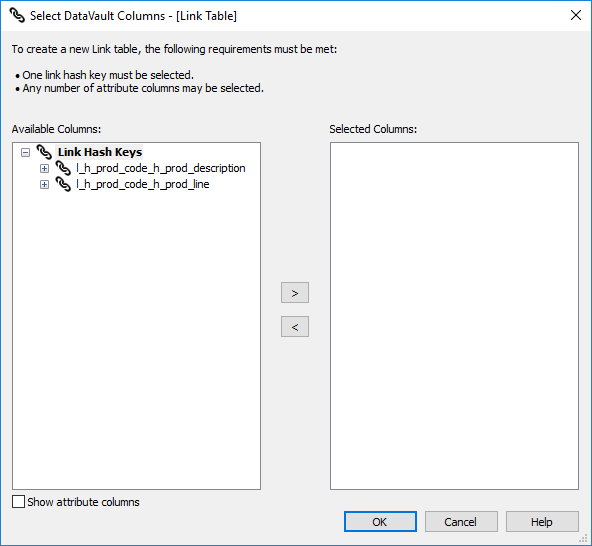 Select DataVault Columns - [Link Table]
To create a new Link table, the following requirements must be met:
• One link hash key must be selected.
• Any number of attribute columns may be selected.
Available Columns:
Selected Columns:
Link Hash Keys
l_h_prod_code_h_prod_description
l_h_prod_code_h_prod_line
>
<
Show attribute columns
OK
Cancel
Help